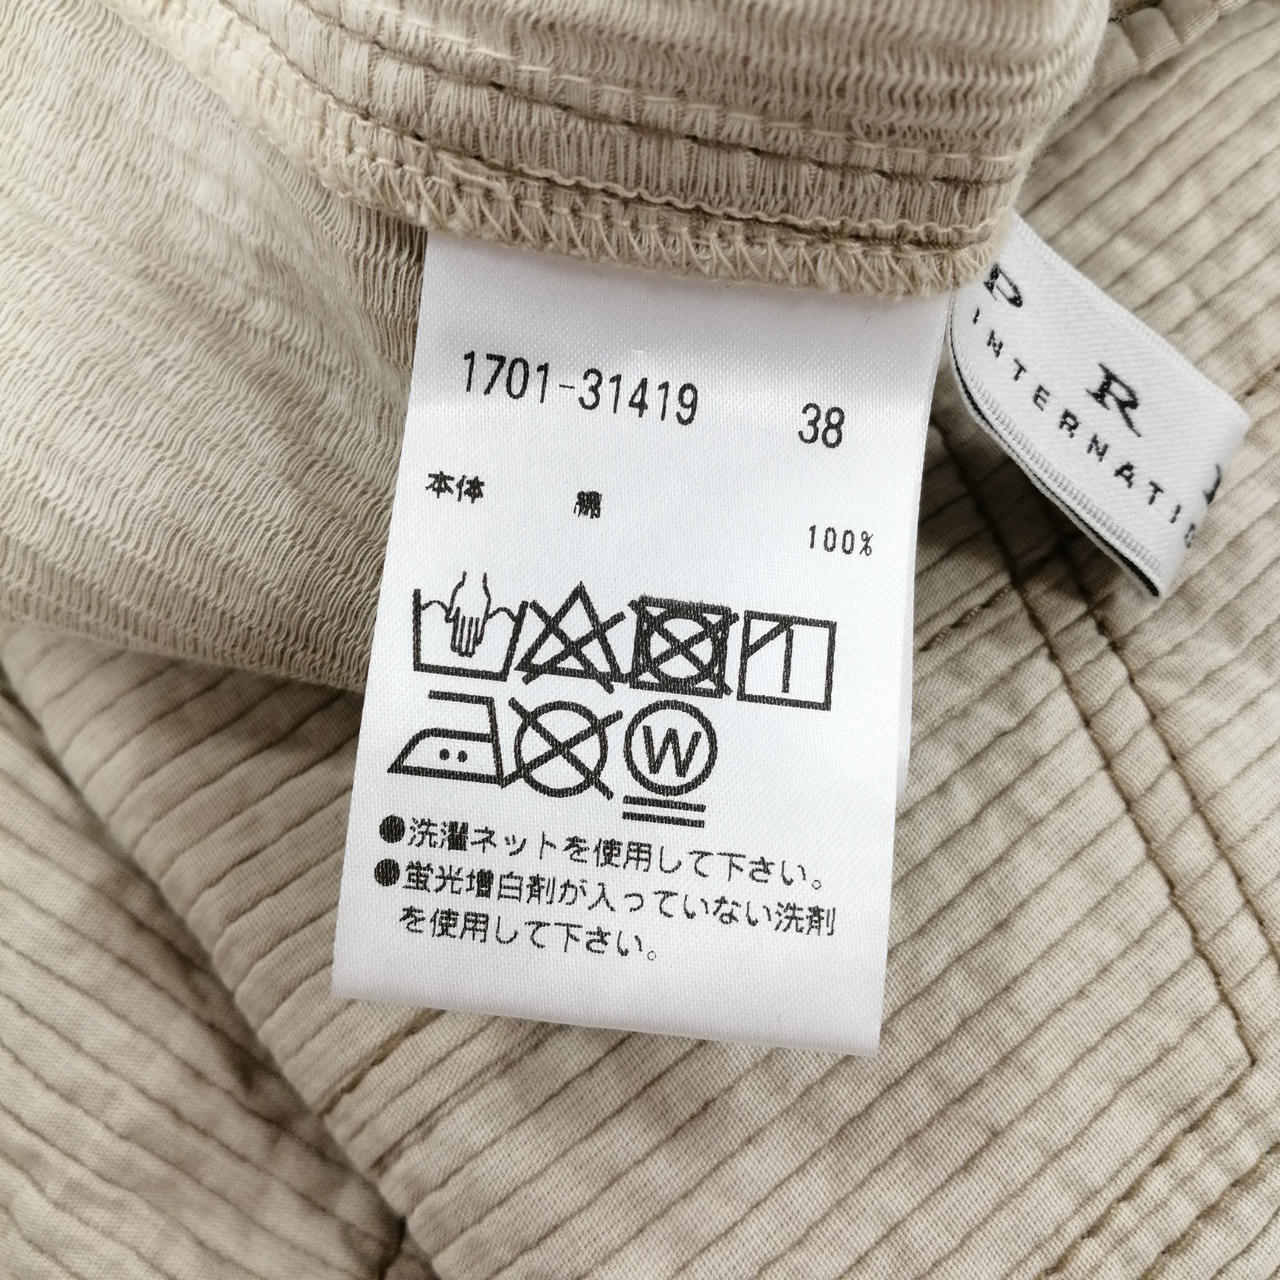 1701-31419 38
本体 綿 100%
W
●洗濯ネットを使用して下さい。
●蛍光増白剤が入っていない洗剤
を使用して下さい。
R